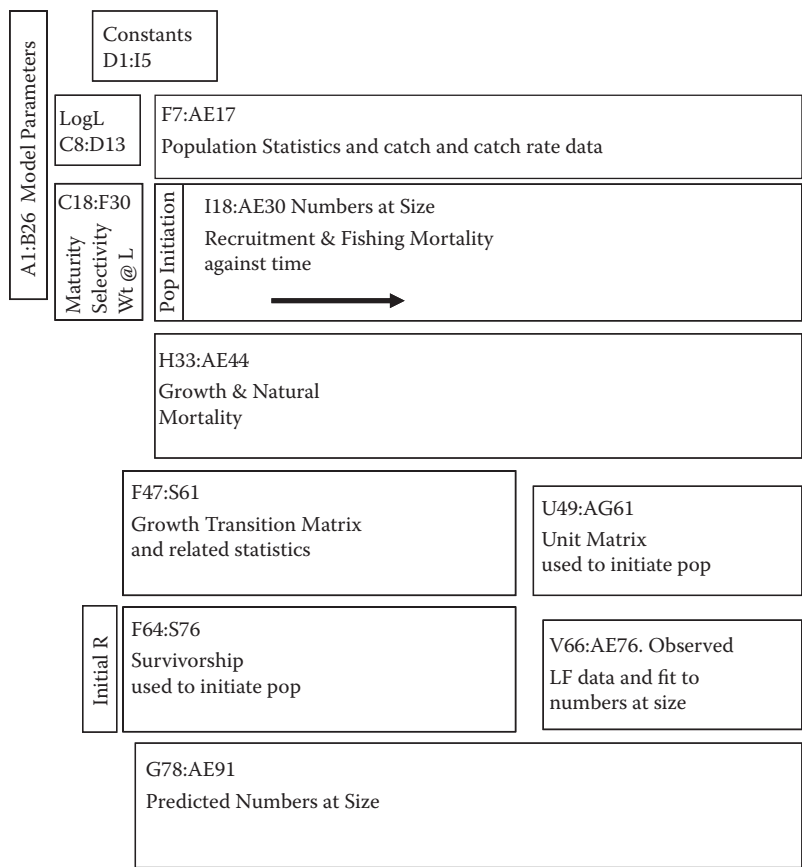 A1:B26 Model Parameters
Constants
D1:I5
LogL
C8:D13
F7:AE17
Population Statistics and catch and catch rate data
C18:F30
Maturity
Selectivity
Wt @ L
Pop Initiation
I18:AE30 Numbers at Size
Recruitment & Fishing Mortality
against time
H33:AE44
Growth & Natural
Mortality
F47:S61
Growth Transition Matrix
and related statistics
U49:AG61
Unit Matrix
used to initiate pop
Initial R
F64:S76
Survivorship
used to initiate pop
V66:AE76. Observed
LF data and fit to
numbers at size
G78:AE91
Predicted Numbers at Size